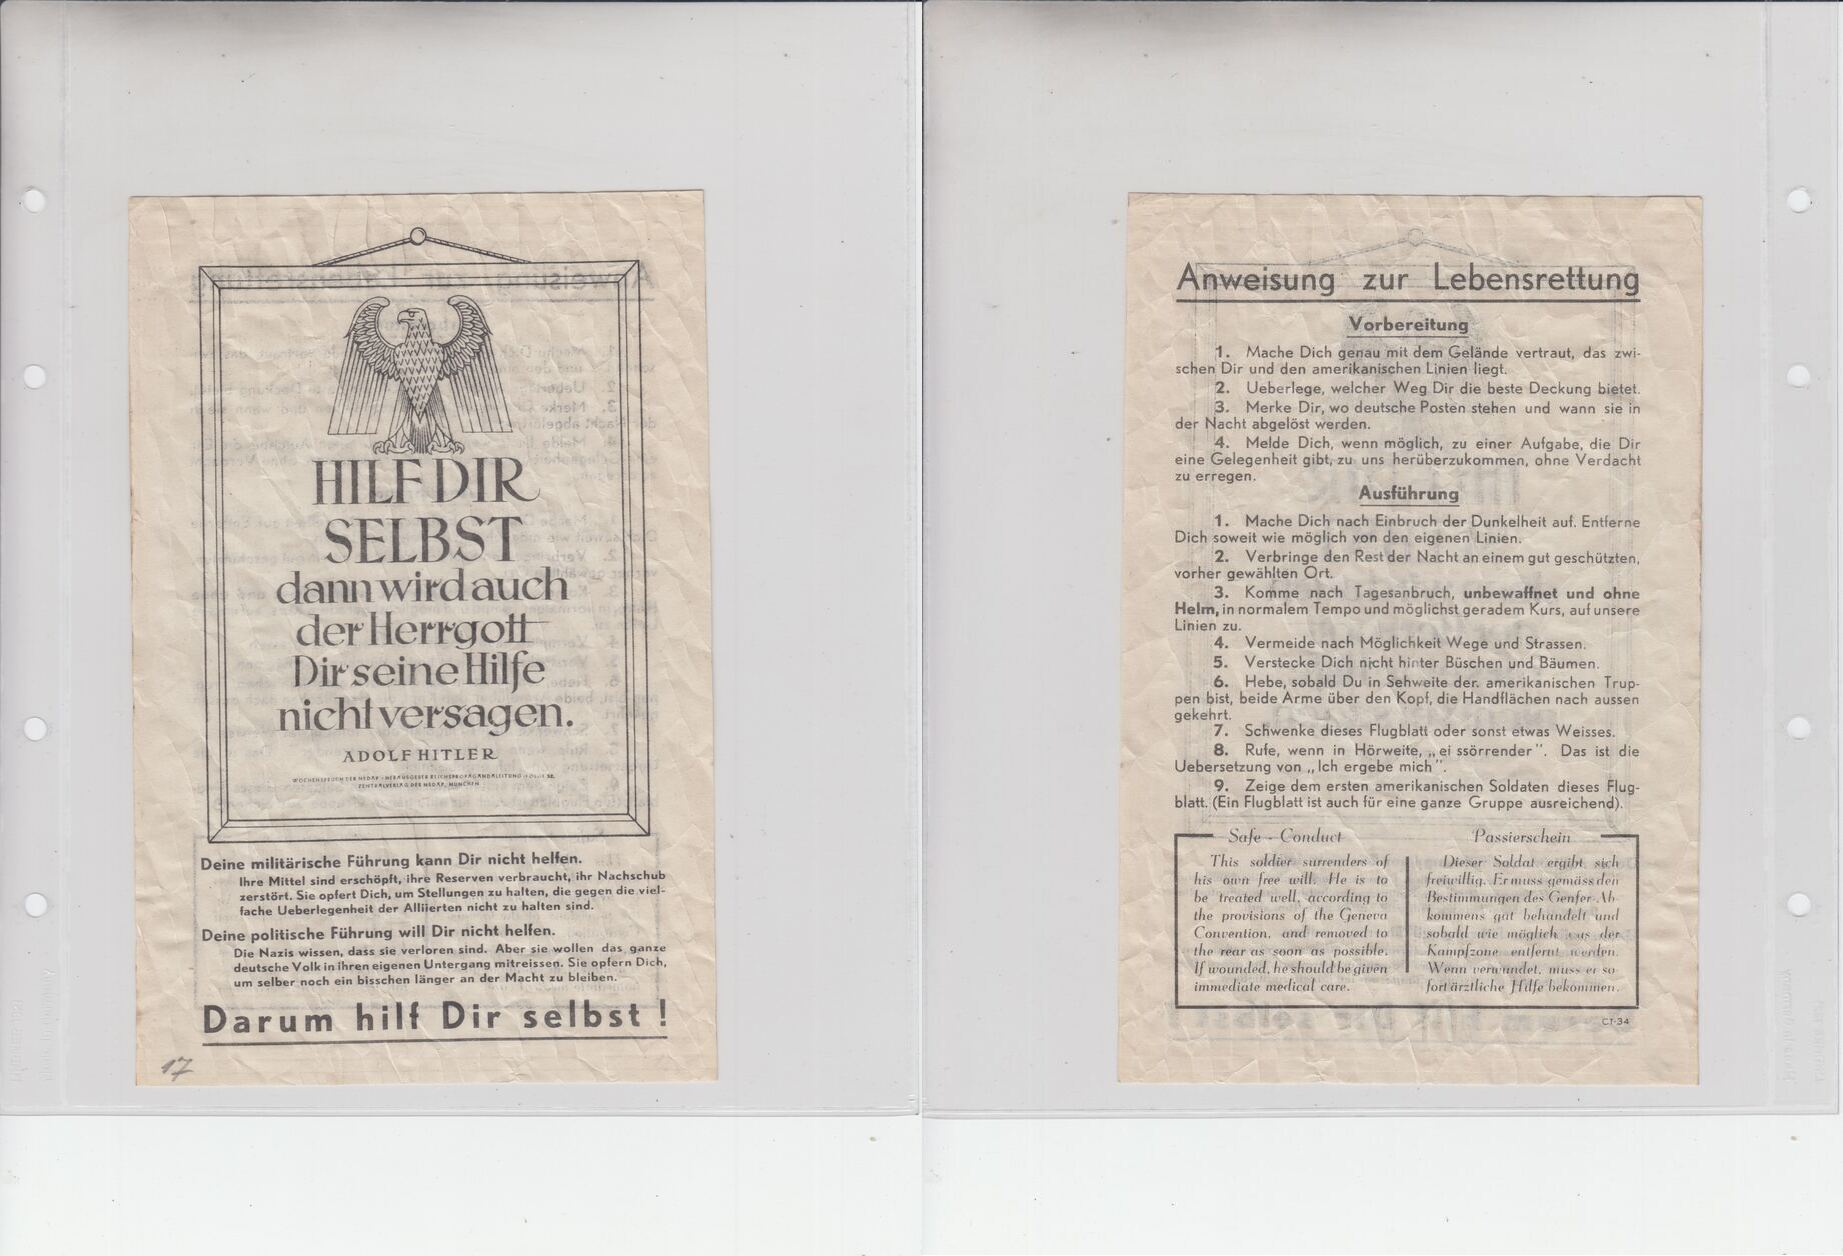 HILF DIR
SELBST
dann wird auch
der Herrgott
Dir seine Hilfe
nicht versagen.
ADOLF HITLER
WOCHENSPRUCH DER NSDAP · HERAUSGEBER REICHSPROPAGANDALEITUNG
ZENTRALVERLAG DER NSDAP, MÜNCHEN
Deine militärische Führung kann Dir nicht helfen.
Ihre Mittel sind erschöpft, ihre Reserven verbraucht, ihr Nachschub
zerstört. Sie opfert Dich, um Stellungen zu halten, die gegen die viel-
fache Ueberlegenheit der Alliierten nicht zu halten sind.
Deine politische Führung will Dir nicht helfen.
Die Nazis wissen, dass sie verloren sind. Aber sie wollen das ganze
deutsche Volk in ihren eigenen Untergang mitreissen. Sie opfern Dich,
um selber noch ein bisschen länger an der Macht zu bleiben.
Darum hilf Dir selbst !
17
Anweisung zur Lebensrettung
Vorbereitung
1. Mache Dich genau mit dem Gelände vertraut, das zwi-
schen Dir und den amerikanischen Linien liegt.
2. Ueberlege, welcher Weg Dir die beste Deckung bietet.
3. Merke Dir, wo deutsche Posten stehen und wann sie in
der Nacht abgelöst werden.
4. Melde Dich, wenn möglich, zu einer Aufgabe, die Dir
eine Gelegenheit gibt, zu uns herüberzukommen, ohne Verdacht
zu erregen.
Ausführung
1. Mache Dich nach Einbruch der Dunkelheit auf. Entferne
Dich soweit wie möglich von den eigenen Linien.
2. Verbringe den Rest der Nacht an einem gut geschützten,
vorher gewählten Ort.
3. Komme nach Tagesanbruch, unbewaffnet und ohne
Helm, in normalem Tempo und möglichst geradem Kurs, auf unsere
Linien zu.
4. Vermeide nach Möglichkeit Wege und Strassen.
5. Verstecke Dich nicht hinter Büschen und Bäumen.
6. Hebe, sobald Du in Sehweite der amerikanischen Trup-
pen bist, beide Arme über den Kopf, die Handflächen nach aussen
gekehrt.
7. Schwenke dieses Flugblatt oder sonst etwas Weisses.
8. Rufe, wenn in Hörweite, „ei ssörrender". Das ist die
Uebersetzung von „Ich ergebe mich".
9. Zeige dem ersten amerikanischen Soldaten dieses Flug-
blatt. (Ein Flugblatt ist auch für eine ganze Gruppe ausreichend).
Safe - Conduct
This soldier surrenders of
his own free will. He is to
be treated well, according to
the provisions of the Geneva
Convention, and removed to
the rear as soon as possible.
If wounded, he should be given
immediate medical care.
Passierschein
Dieser Soldat ergibt sich
freiwillig. Er muss gemäss den
Bestimmungen des Genfer Ab-
kommens gut behandelt und
sobald wie möglich aus der
Kampfzone entfernt werden.
Wenn verwundet, muss er so-
fort ärztliche Hilfe bekommen.
CT-34